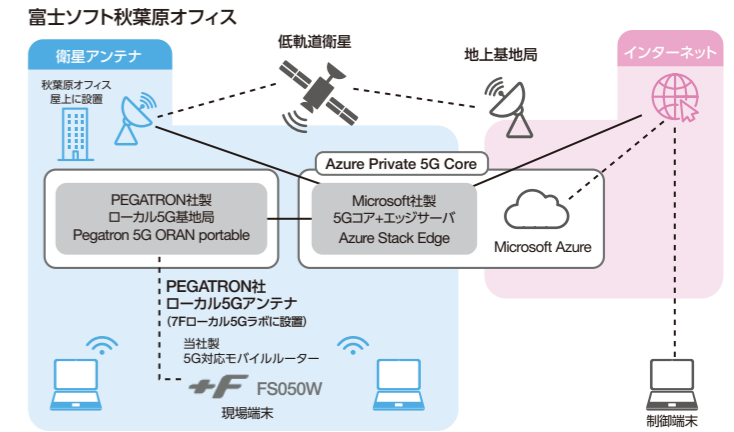 富士ソフト秋葉原オフィス
衛星アンテナ
低軌道衛星
地上基地局
インターネット
秋葉原オフィス
屋上に設置
Azure Private 5G Core
PEGATRON社製
ローカル5G基地局
Pegatron 5G ORAN portable
Microsoft社製
5Gコア+エッジサーバ
Azure Stack Edge
Microsoft Azure
PEGATRON社
ローカル5Gアンテナ
(7Fローカル5Gラボに設置)
当社製
5G対応モバイルルーター
+F FS050W
現場端末
制御端末